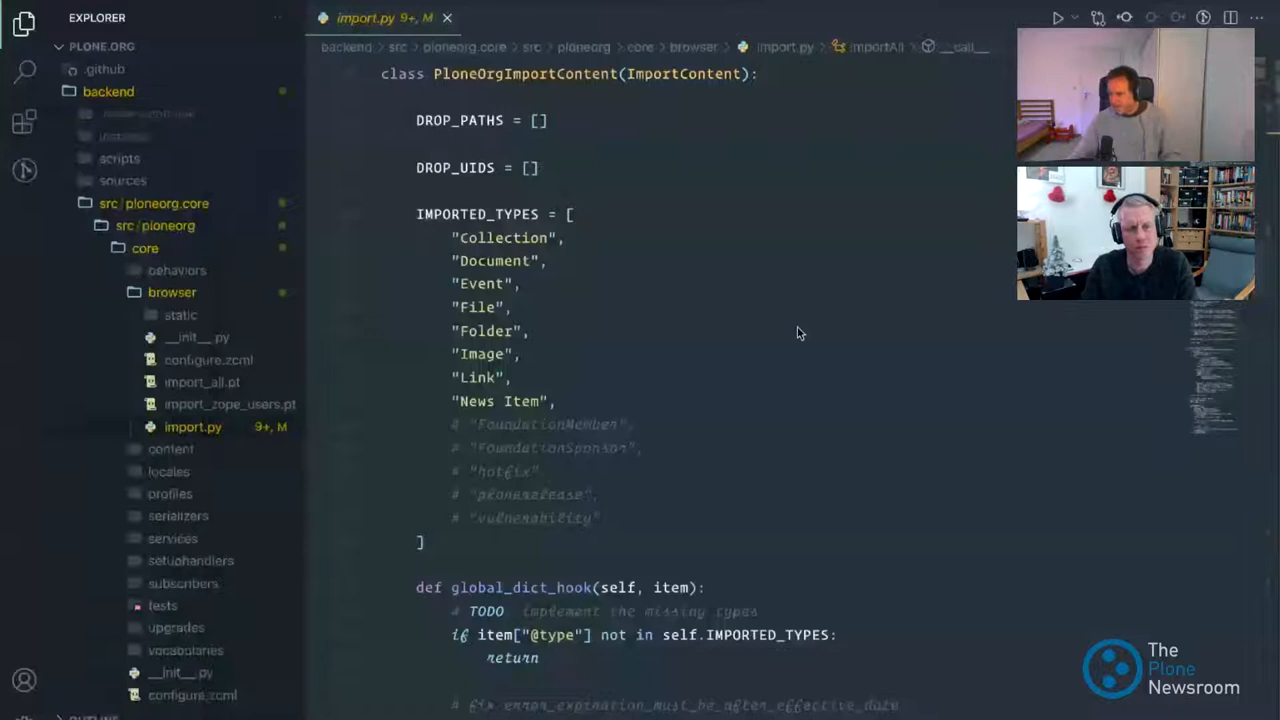 EXPLORER
PLONE.ORG
.github
backend
scripts
sources
src/ploneorg.core
src/ploneorg
core
behaviors
browser
static
__init__.py
configure.zcml
import_all.pt
import_zope_users.pt
import.py 9+, M
content
locales
profiles
serializers
services
setuphandlers
subscribers
tests
upgrades
vocabularies
__init__.py
configure.zcml
import.py 9+, M
backend > src > ploneorg.core > src > ploneorg > core > browser > import.py > importAll > __call__
class PloneOrgImportContent(ImportContent):
DROP_PATHS = []
DROP_UIDS = []
IMPORTED_TYPES = [
"Collection",
"Document",
"Event",
"File",
"Folder",
"Image",
"Link",
"News Item",
# "FoundationMember",
# "FoundationSponsor",
# "hotfix"
# "plonerelease",
# "vulnerability"
]
def global_dict_hook(self, item):
# TODO implement the missing types
if item["@type"] not in self.IMPORTED_TYPES:
return
# fix error_expiration_must_be_after_effective_date
The
Plone
Newsroom